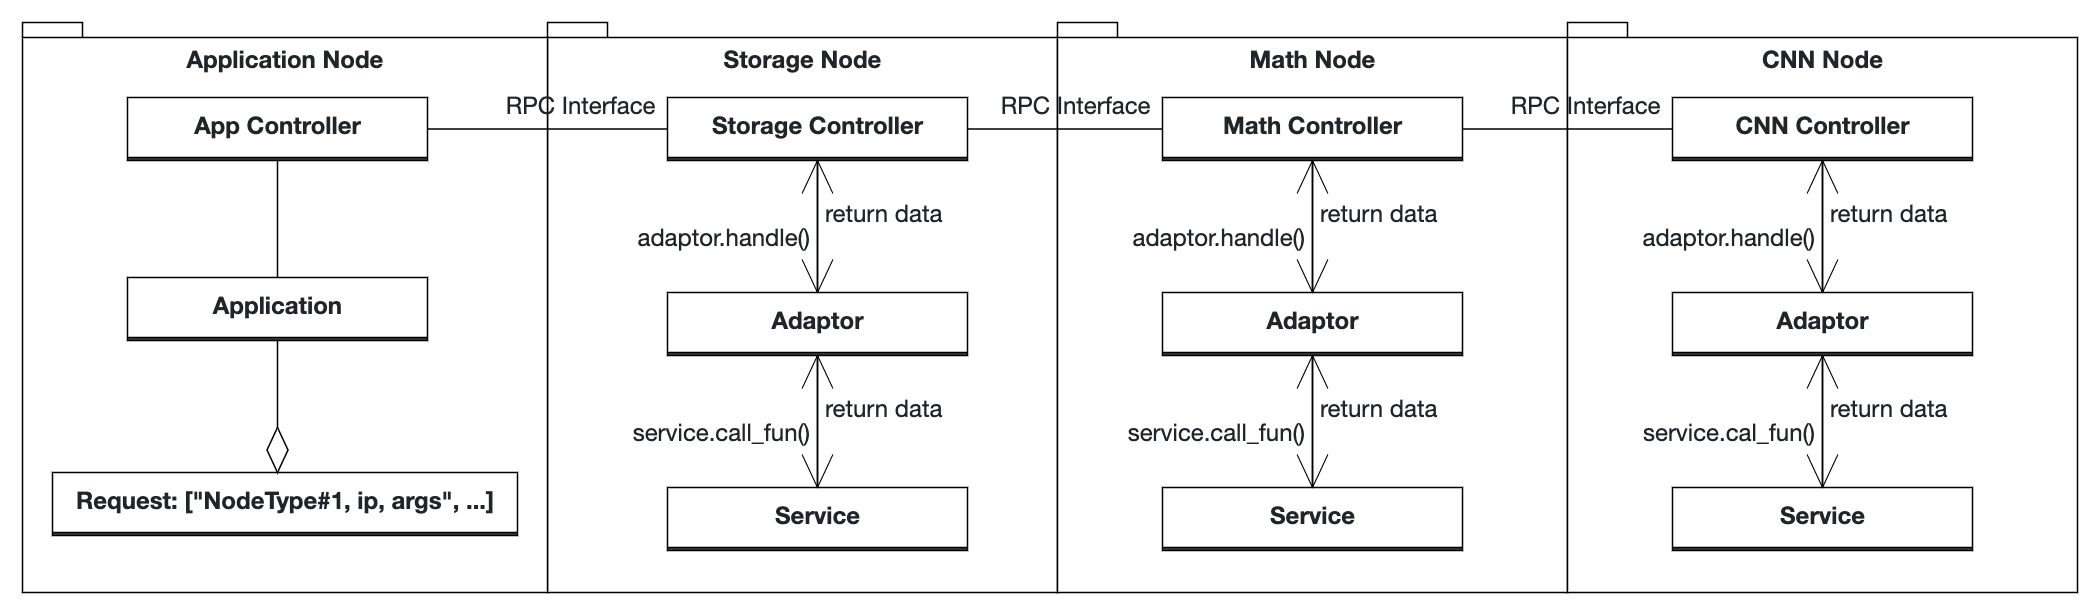 Application Node
Storage Node
Math Node
CNN Node
App Controller
RPC Interface
Storage Controller
RPC Interface
Math Controller
RPC Interface
CNN Controller
return data
adaptor.handle()
return data
adaptor.handle()
return data
adaptor.handle()
Application
Adaptor
Adaptor
Adaptor
return data
service.call_fun()
return data
service.call_fun()
return data
service.cal_fun()
Request: ["NodeType#1, ip, args", ...]
Service
Service
Service